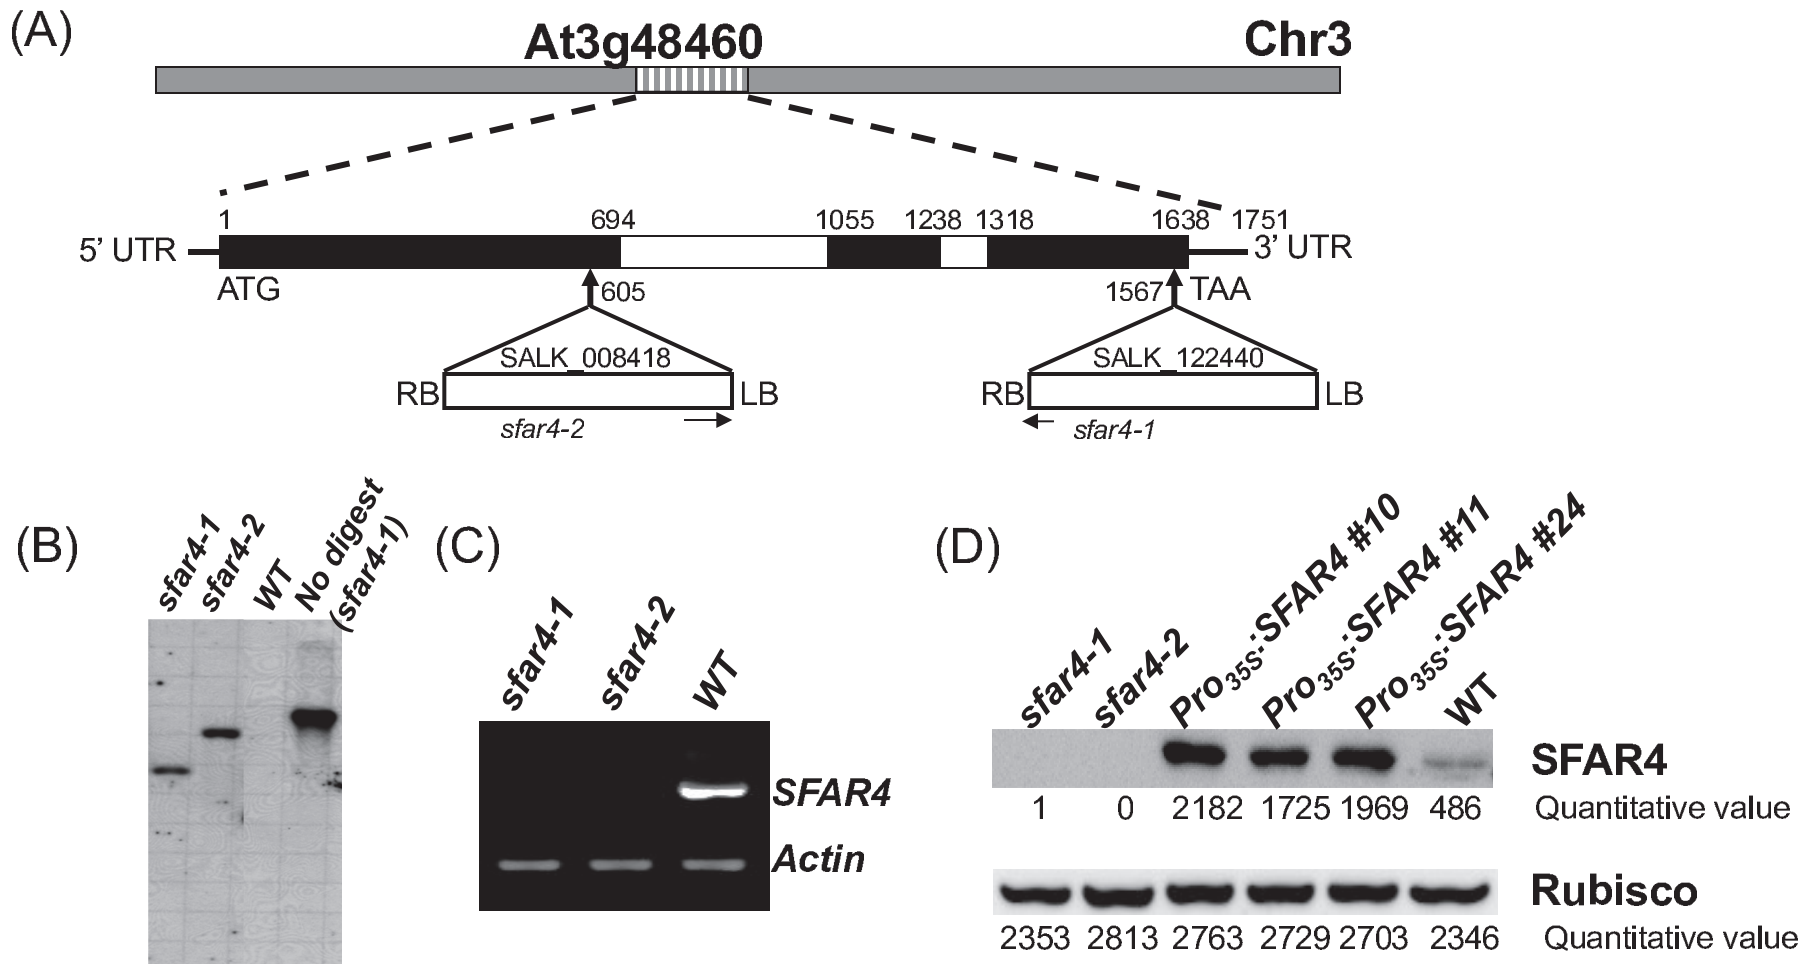 (A)
At3g48460 Chr3
1 694 1055 1238 1318 1638 1751
5' UTR 3' UTR
ATG 605 1567 TAA
SALK_008418 SALK_122440
RB LB RB LB
sfar4-2 sfar4-1
(B)
sfar4-1
sfar4-2
WT
No digest
(sfar4-1)
(C)
sfar4-1
sfar4-2
WT
SFAR4
Actin
(D)
sfar4-1
sfar4-2
Pro35S:SFAR4 #10
Pro35S:SFAR4 #11
Pro35S:SFAR4 #24
WT
SFAR4
1 0 2182 1725 1969 486 Quantitative value
Rubisco
2353 2813 2763 2729 2703 2346 Quantitative value